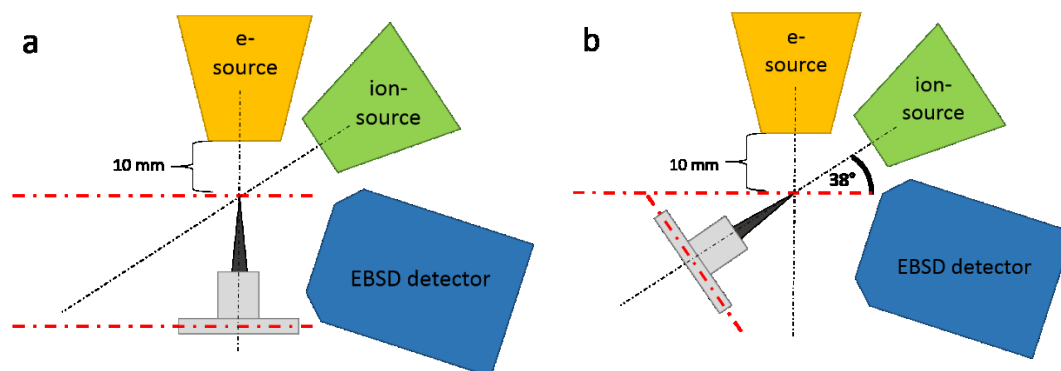 a
e-
source
ion-
source
10 mm
EBSD detector
b
e-
source
ion-
source
10 mm
38°
EBSD detector